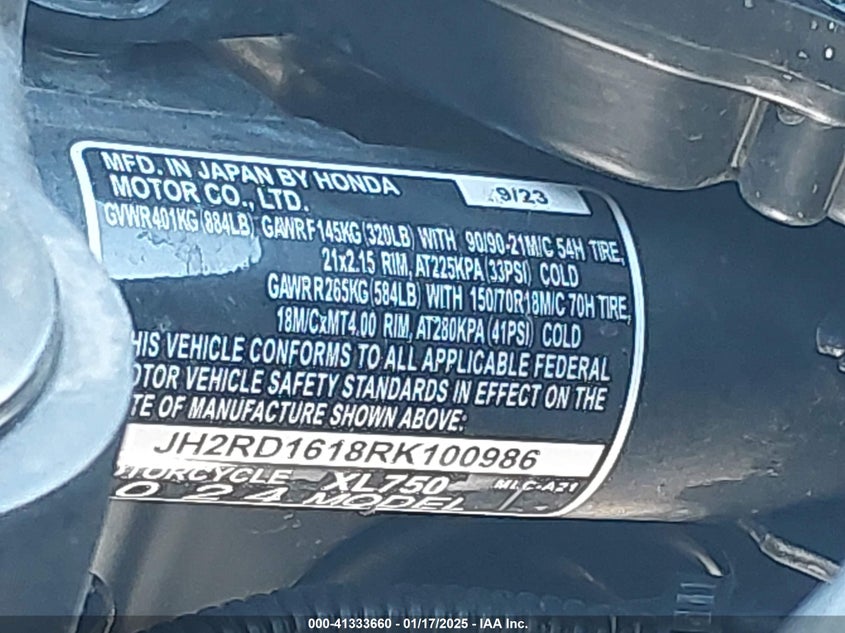 MFD. IN JAPAN BY HONDA
MOTOR CO., LTD.
9/23
GVWR401KG (884LB) GAWR F145KG (320LB) WITH 90/90-21M/C 54H TIRE,
21x2.15 RIM, AT225KPA (33PSI) COLD
GAWR R265KG (584LB) WITH 150/70R18M/C 70H TIRE,
18M/CxMT4.00 RIM, AT280KPA (41PSI) COLD
HIS VEHICLE CONFORMS TO ALL APPLICABLE FEDERAL
OTOR VEHICLE SAFETY STANDARDS IN EFFECT ON THE
TE OF MANUFACTURE SHOWN ABOVE:
JH2RD1618RK100986
OTORCYCLE XL750 MLC-A21
024 MODEL
000-41333660 - 01/17/2025 - IAA Inc.